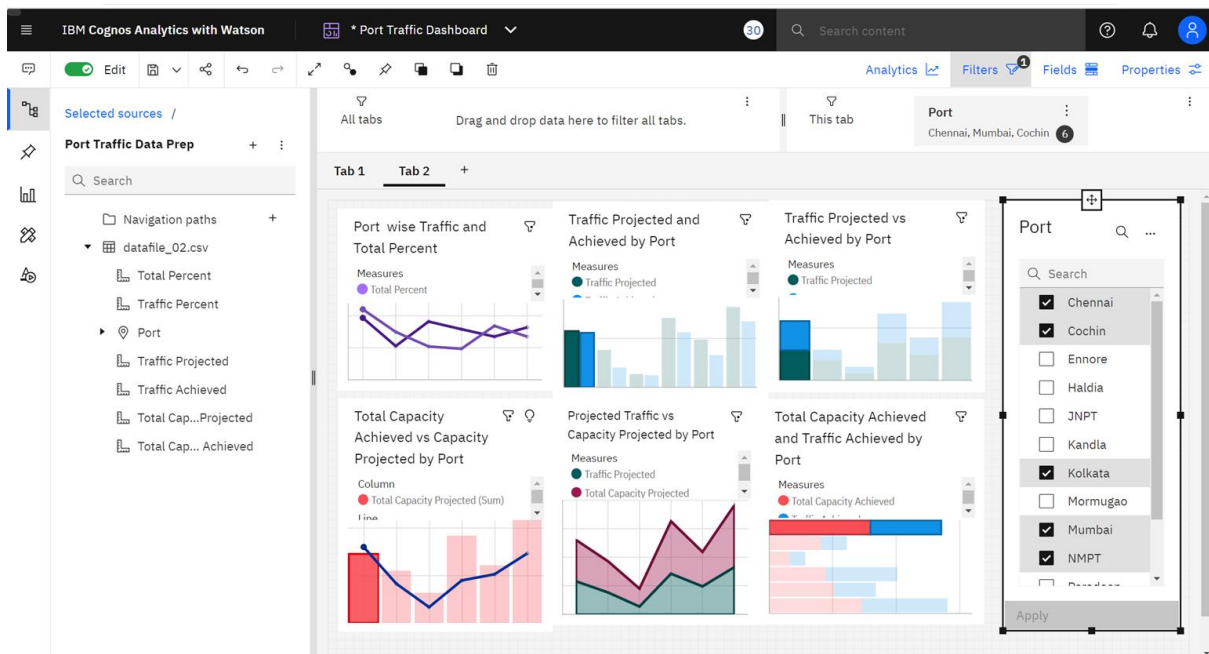 IBM Cognos Analytics with Watson
* Port Traffic Dashboard
30
Search content
Edit
Analytics
Filters
1
Fields
Properties
Selected sources /
Port Traffic Data Prep
Search
Navigation paths
datafile_02.csv
Total Percent
Traffic Percent
Port
Traffic Projected
Traffic Achieved
Total Cap...Projected
Total Cap... Achieved
All tabs
Drag and drop data here to filter all tabs.
This tab
Port
Chennai, Mumbai, Cochin 6
Tab 1
Tab 2
Port wise Traffic and
Total Percent
Measures
Total Percent
Traffic Projected and
Achieved by Port
Measures
Traffic Projected
Traffic Projected vs
Achieved by Port
Measures
Traffic Projected
Total Capacity
Achieved vs Capacity
Projected by Port
Column
Total Capacity Projected (Sum)
Line
Projected Traffic vs
Capacity Projected by Port
Measures
Traffic Projected
Total Capacity Projected
Total Capacity Achieved
and Traffic Achieved by
Port
Measures
Total Capacity Achieved
Port
Search
Chennai
Cochin
Ennore
Haldia
JNPT
Kandla
Kolkata
Mormugao
Mumbai
NMPT
Apply